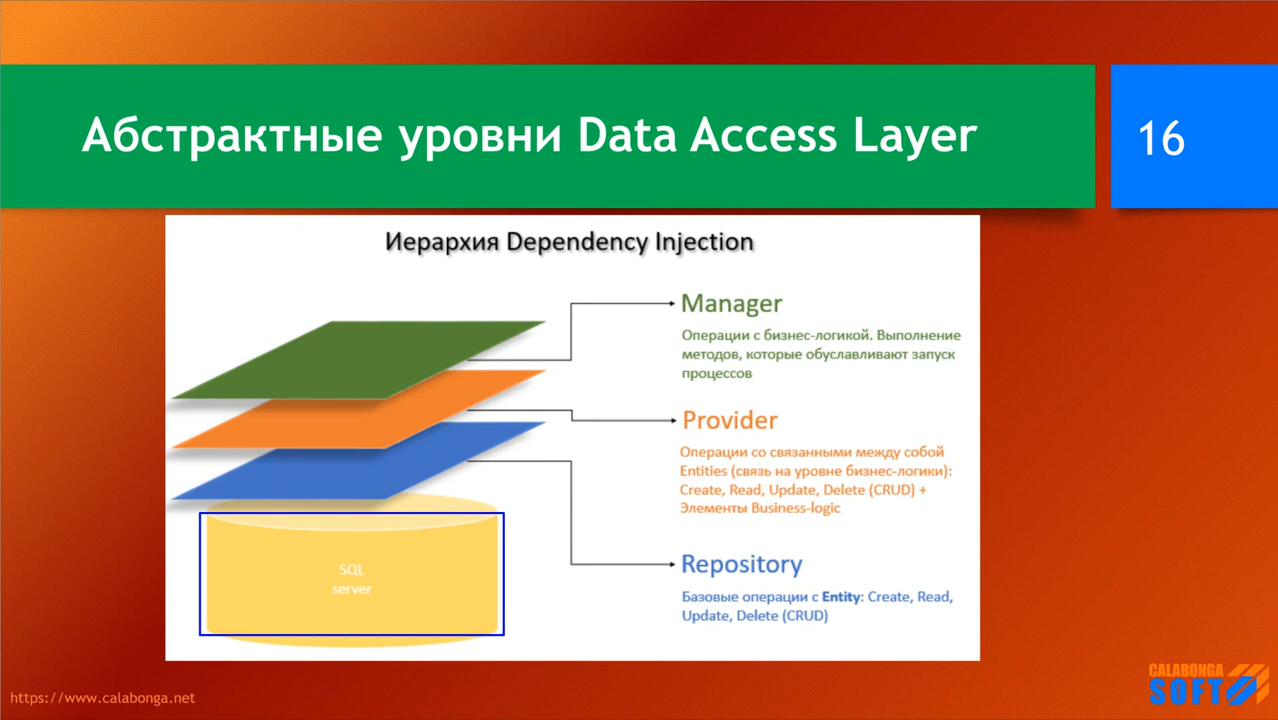 Абстрактные уровни Data Access Layer
16
Иерархия Dependency Injection
Manager
Операции с бизнес-логикой. Выполнение
методов, которые обуславливают запуск
процессов
Provider
Операции со связанными между собой
Entities (связь на уровне бизнес-логики):
Create, Read, Update, Delete (CRUD) +
Элементы Business-logic
SQL
server
Repository
Базовые операции с Entity: Create, Read,
Update, Delete (CRUD)
https://www.calabonga.net
CALABONGA
SOFT